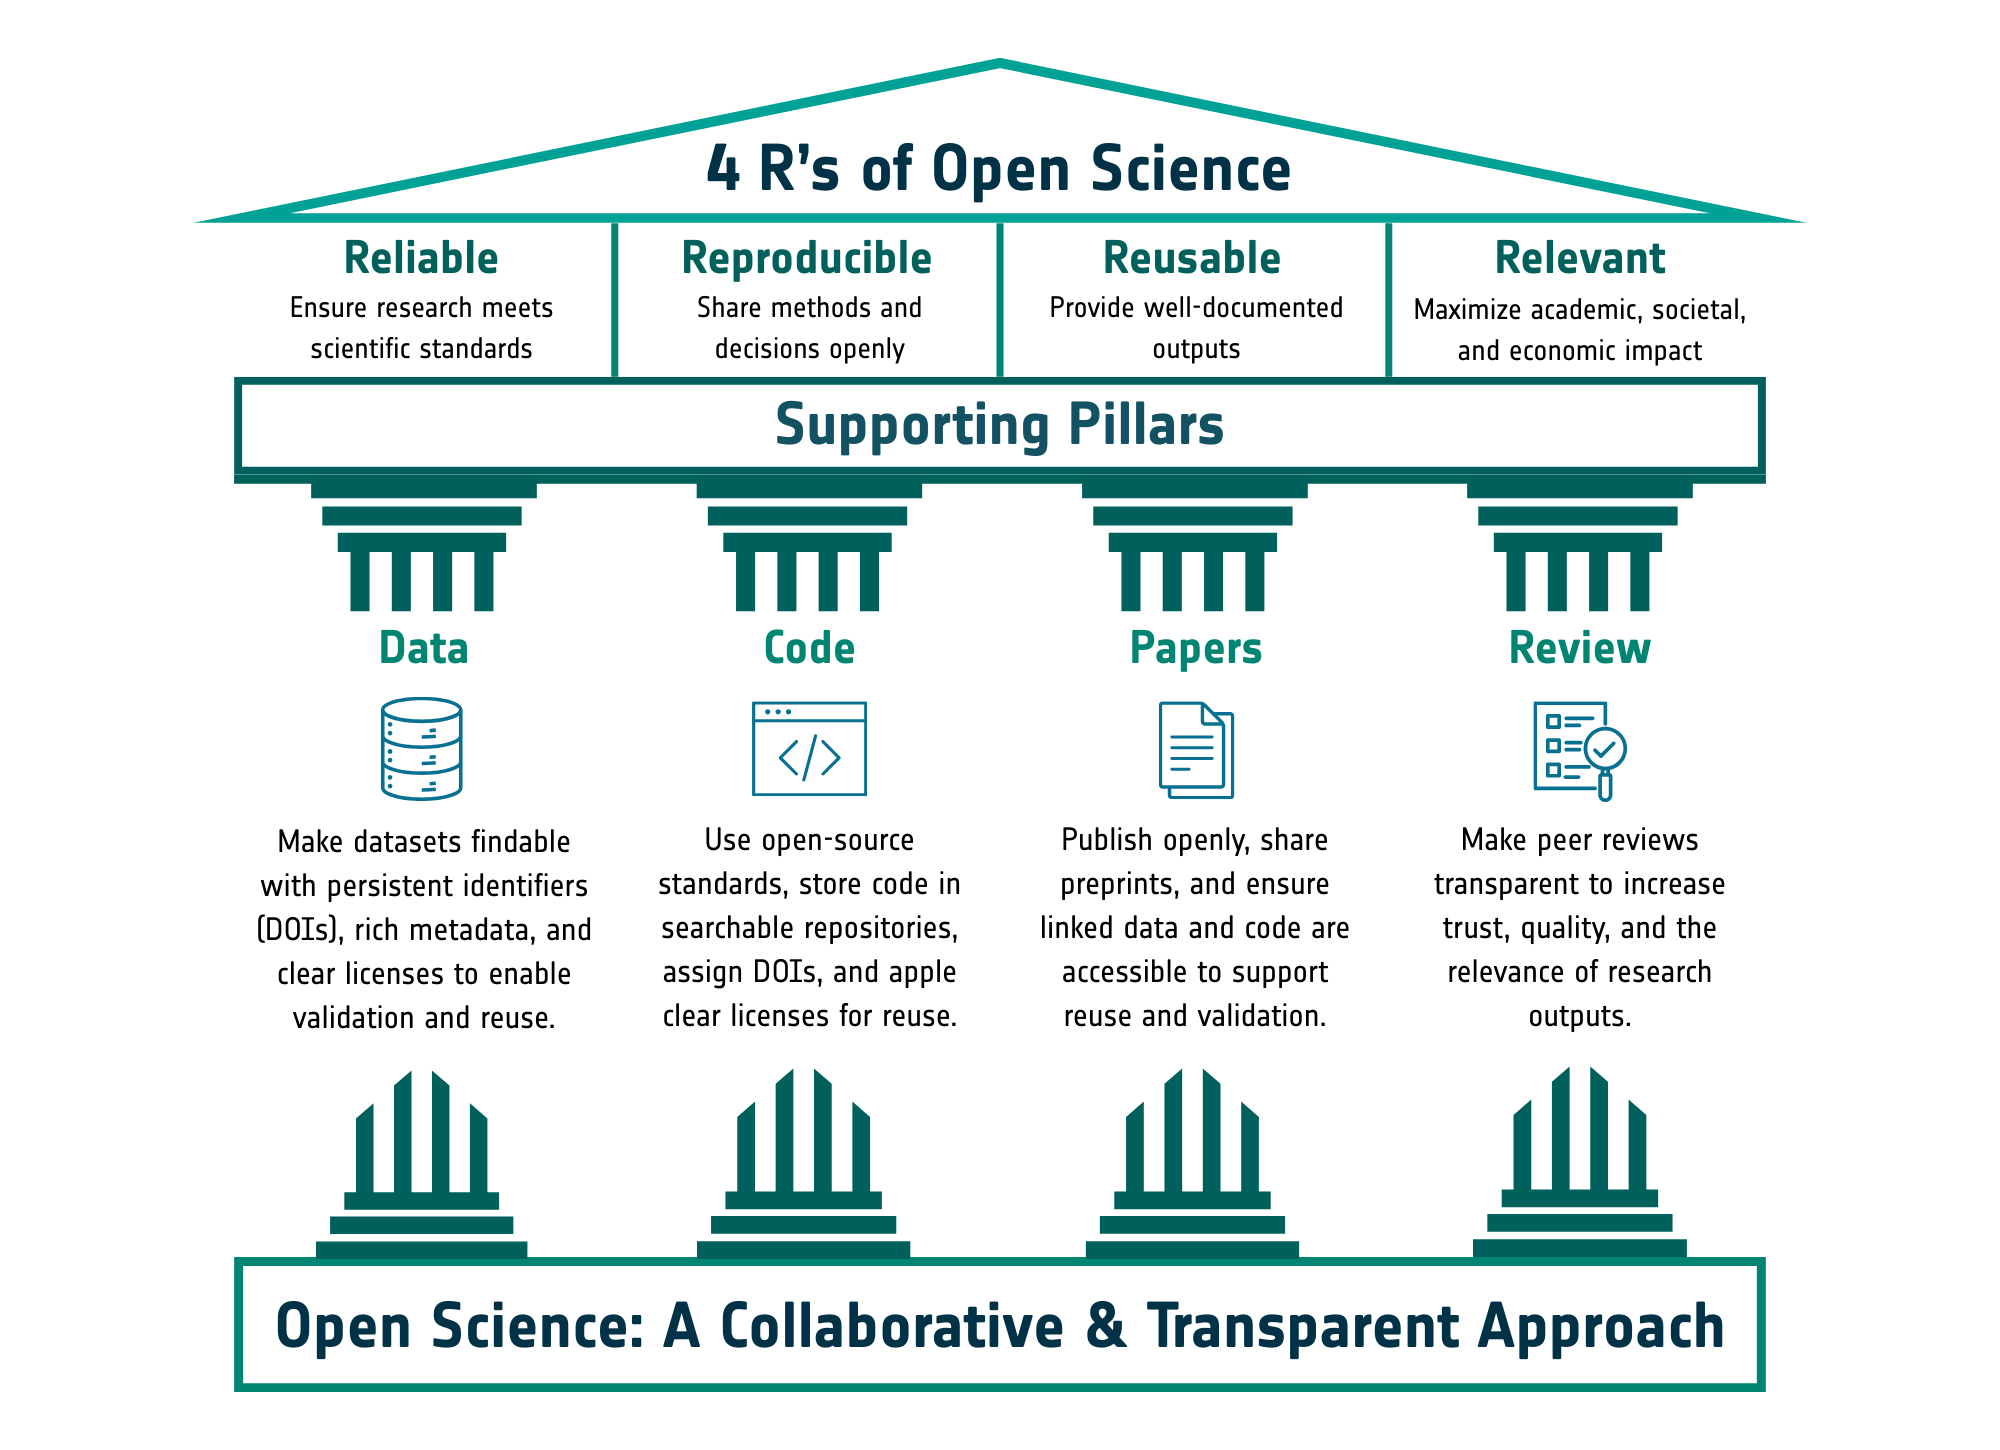 4 R’s of Open Science
Reliable
Ensure research meets
scientific standards
Reproducible
Share methods and
decisions openly
Reusable
Provide well-documented
outputs
Relevant
Maximize academic, societal,
and economic impact
Supporting Pillars
Data
Make datasets findable
with persistent identifiers
(DOIs), rich metadata, and
clear licenses to enable
validation and reuse.
Code
Use open-source
standards, store code in
searchable repositories,
assign DOIs, and apple
clear licenses for reuse.
Papers
Publish openly, share
preprints, and ensure
linked data and code are
accessible to support
reuse and validation.
Review
Make peer reviews
transparent to increase
trust, quality, and the
relevance of research
outputs.
Open Science: A Collaborative & Transparent Approach